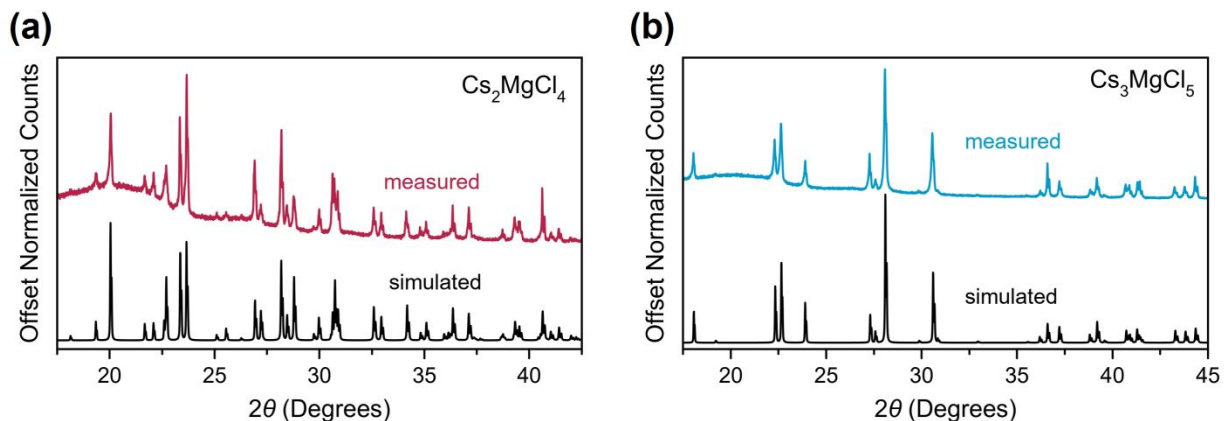 (a)
Offset Normalized Counts
Cs₂MgCl₄
measured
simulated
20 25 30 35 40
2θ (Degrees)
(b)
Offset Normalized Counts
Cs₃MgCl₅
measured
simulated
20 25 30 35 40 45
2θ (Degrees)